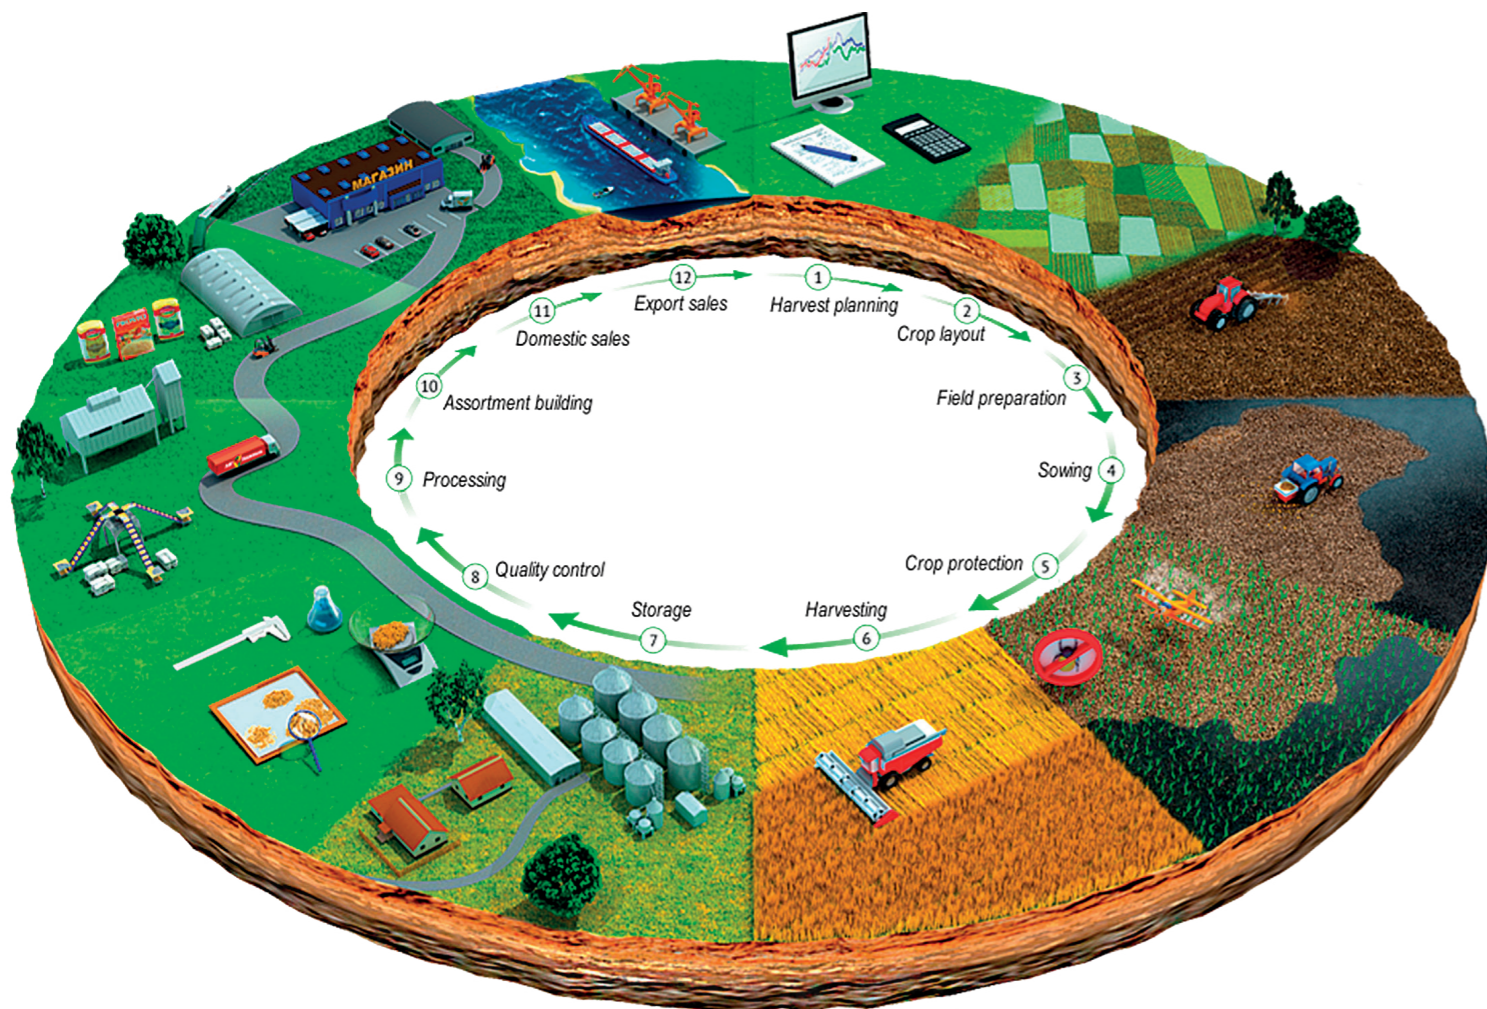 МАГАЗИН
12
Export sales
1
Harvest planning
2
Crop layout
3
Field preparation
4
Sowing
5
Crop protection
6
Harvesting
7
Storage
8
Quality control
9
Processing
10
Assortment building
11
Domestic sales